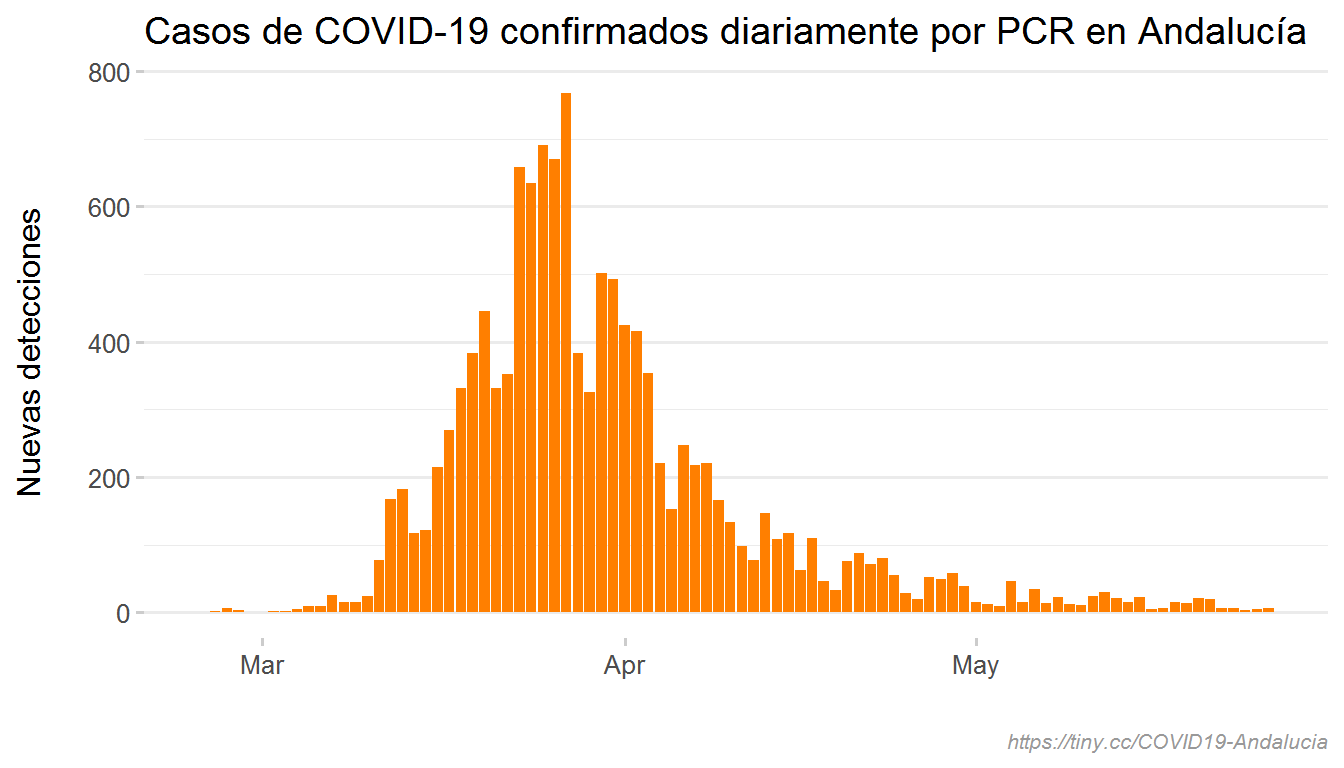 Casos de COVID-19 confirmados diariamente por PCR en Andalucía
Nuevas detecciones
800
600
400
200
0
Mar Apr May
https://tiny.cc/COVID19-Andalucia